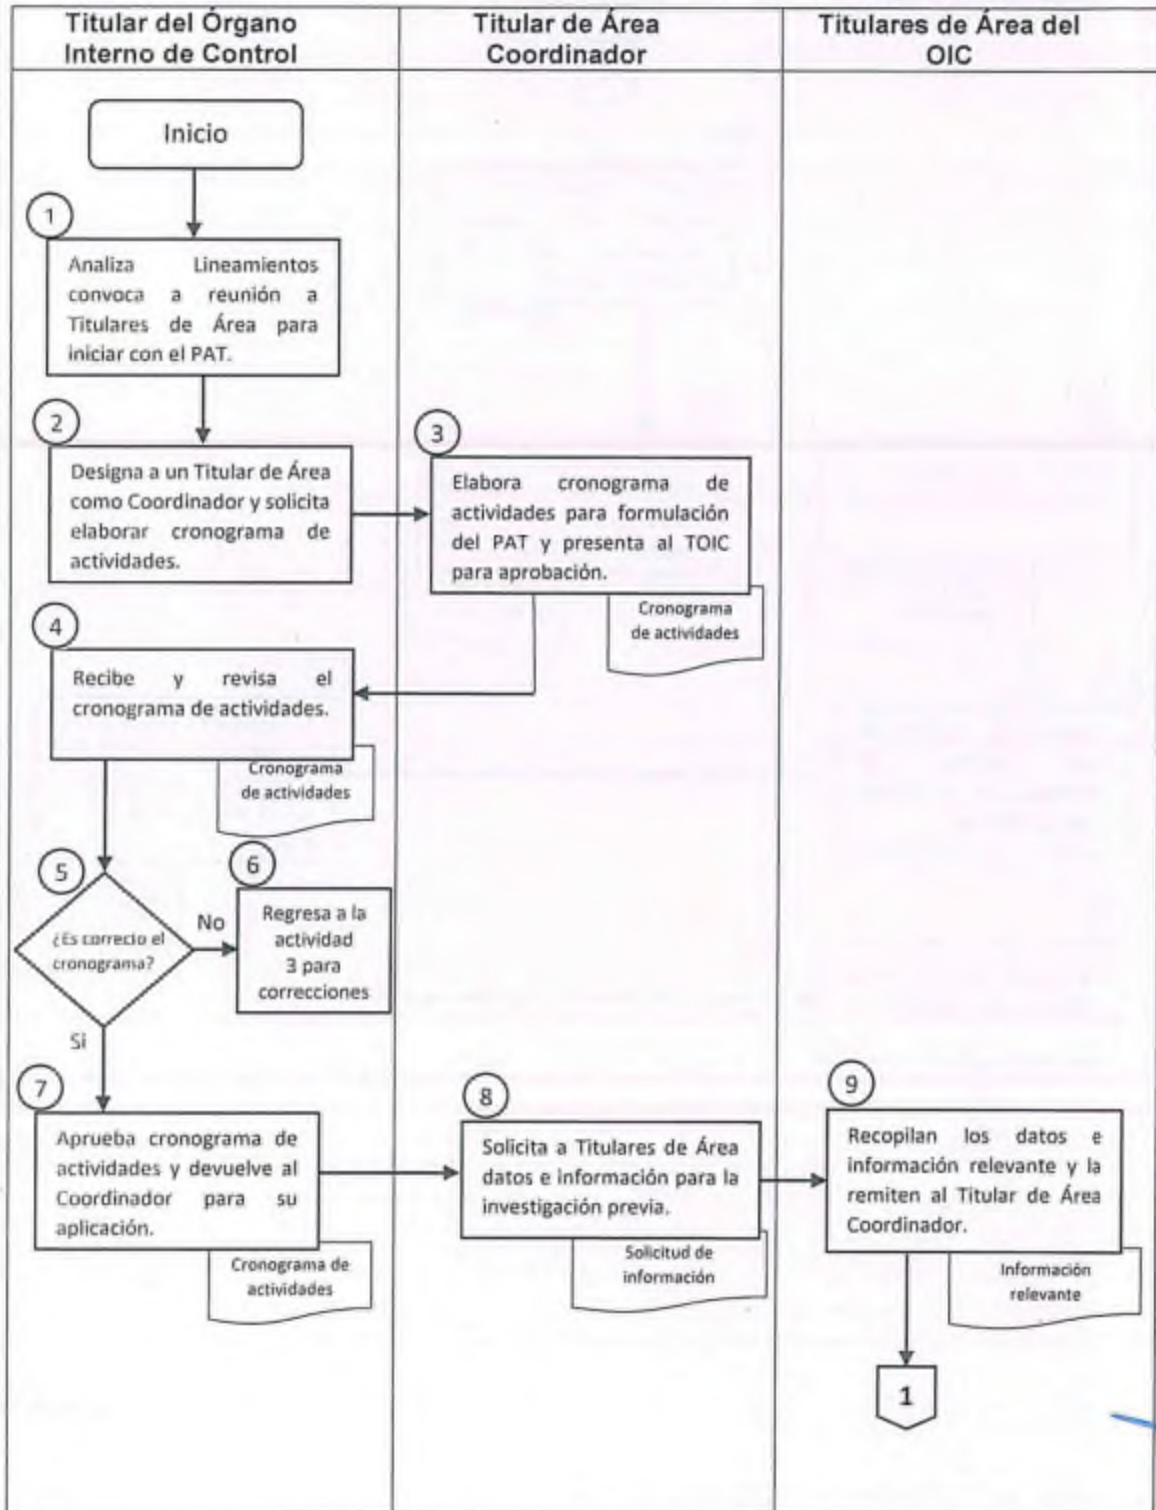 Titular del Órgano
Interno de Control
Titular de Área
Coordinador
Titulares de Área del
OIC
Inicio
1
Analiza Lineamientos
convoca a reunión a
Titulares de Área para
iniciar con el PAT.
2
Designa a un Titular de Área
como Coordinador y solicita
elaborar cronograma de
actividades.
3
Elabora cronograma de
actividades para formulación
del PAT y presenta al TOIC
para aprobación.
Cronograma
de actividades
4
Recibe y revisa el
cronograma de actividades.
Cronograma
de actividades
5
¿Es correcto el
cronograma?
No
6
Regresa a la
actividad
3 para
correcciones
Si
7
Aprueba cronograma de
actividades y devuelve al
Coordinador para su
aplicación.
Cronograma de
actividades
8
Solicita a Titulares de Área
datos e información para la
investigación previa.
Solicitud de
información
9
Recopilan los datos e
información relevante y la
remiten al Titular de Área
Coordinador.
Información
relevante
1